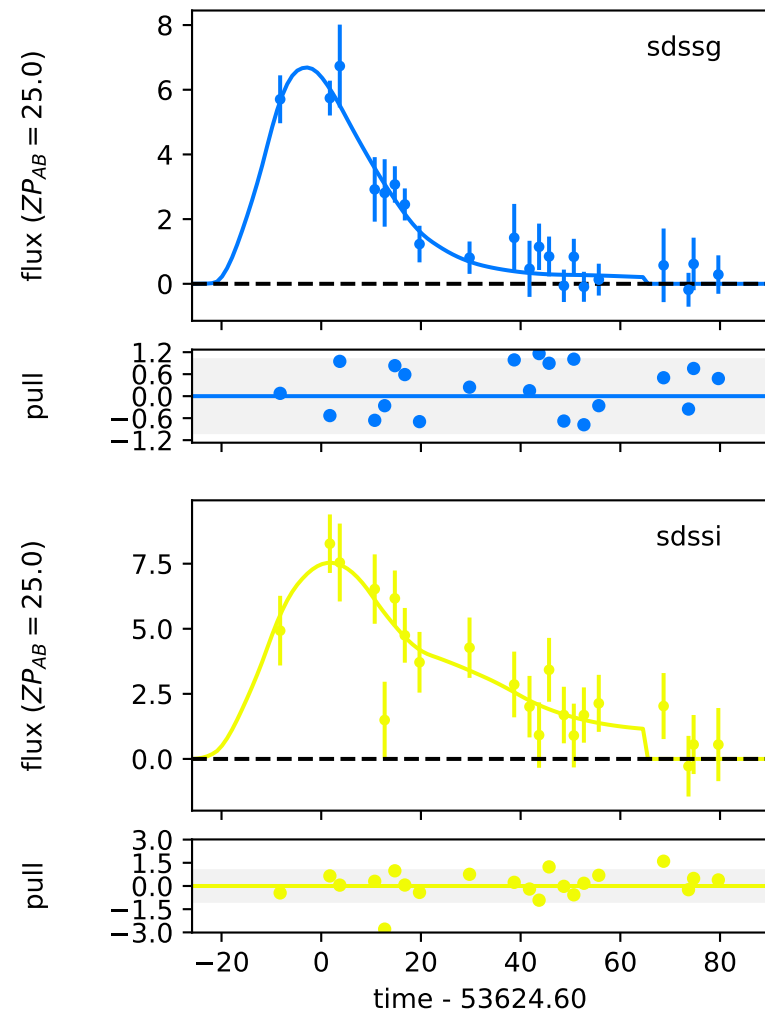 8
6
4
2
0
flux (ZP_AB = 25.0)
sdssg
1.2
0.6
0.0
−0.6
−1.2
pull
7.5
5.0
2.5
0.0
flux (ZP_AB = 25.0)
sdssi
3.0
1.5
0.0
−1.5
−3.0
pull
−20 0 20 40 60 80
time - 53624.60